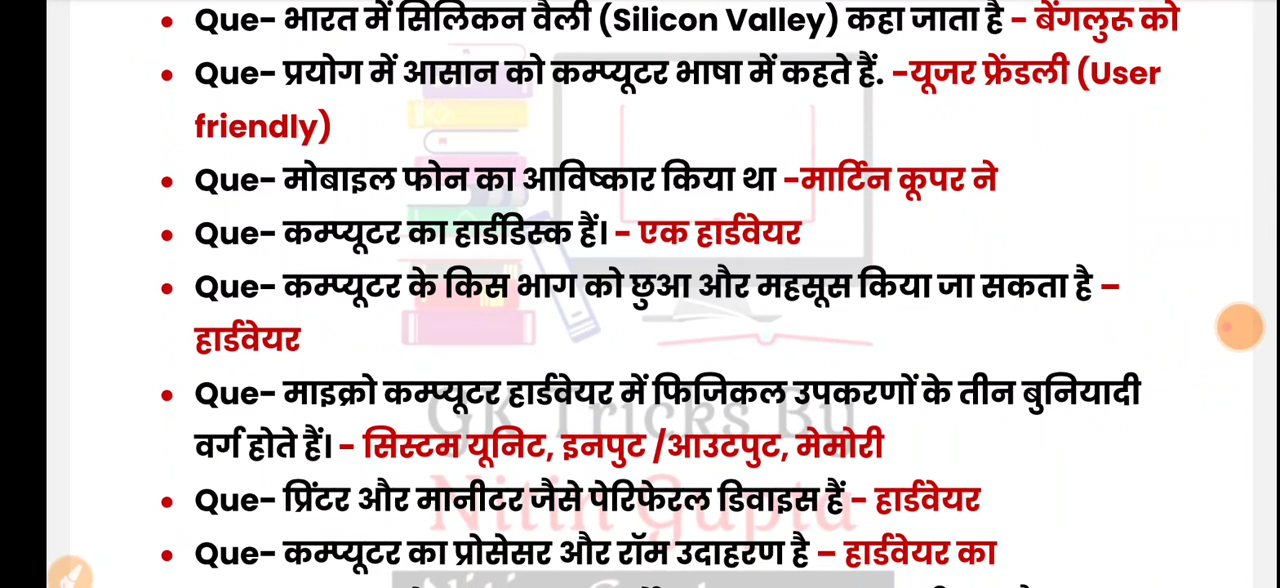 • Que- भारत में सिलिकन वैली (Silicon Valley) कहा जाता है - बेंगलुरू को
• Que- प्रयोग में आसान को कम्प्यूटर भाषा में कहते हैं. -यूजर फ्रेंडली (User
friendly)
• Que- मोबाइल फोन का आविष्कार किया था -मार्टिन कूपर ने
• Que- कम्प्यूटर का हार्डडिस्क हैं। - एक हार्डवेयर
• Que- कम्प्यूटर के किस भाग को छुआ और महसूस किया जा सकता है –
हार्डवेयर
• Que- माइक्रो कम्प्यूटर हार्डवेयर में फिजिकल उपकरणों के तीन बुनियादी
वर्ग होते हैं। - सिस्टम यूनिट, इनपुट /आउटपुट, मेमोरी
GK Tricks By
• Que- प्रिंटर और मानीटर जैसे पेरिफेरल डिवाइस हैं - हार्डवेयर
Nitin Gupta
• Que- कम्प्यूटर का प्रोसेसर और रॉम उदाहरण है – हार्डवेयर का